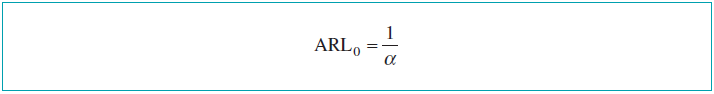 ARL₀ = 1/α